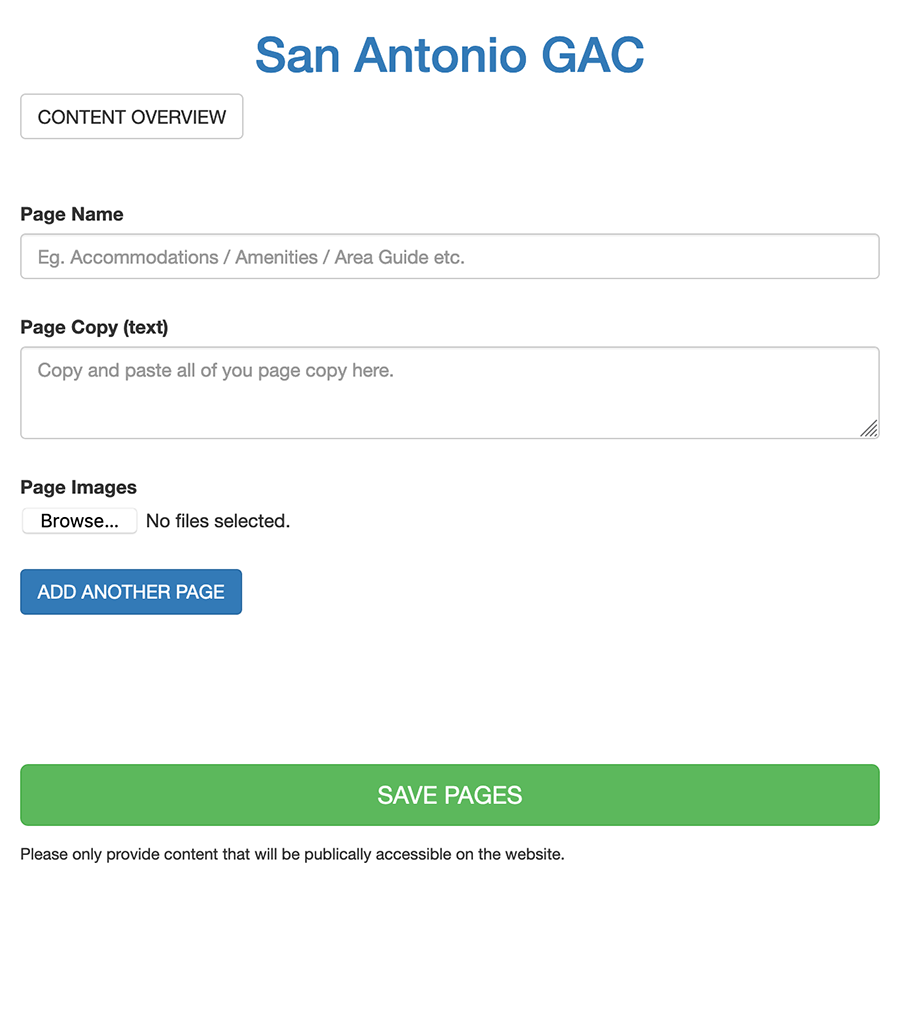 San Antonio GAC
CONTENT OVERVIEW
Page Name
Eg. Accommodations / Amenities / Area Guide etc.
Page Copy (text)
Copy and paste all of you page copy here.
Page Images
Browse... No files selected.
ADD ANOTHER PAGE
SAVE PAGES
Please only provide content that will be publically accessible on the website.